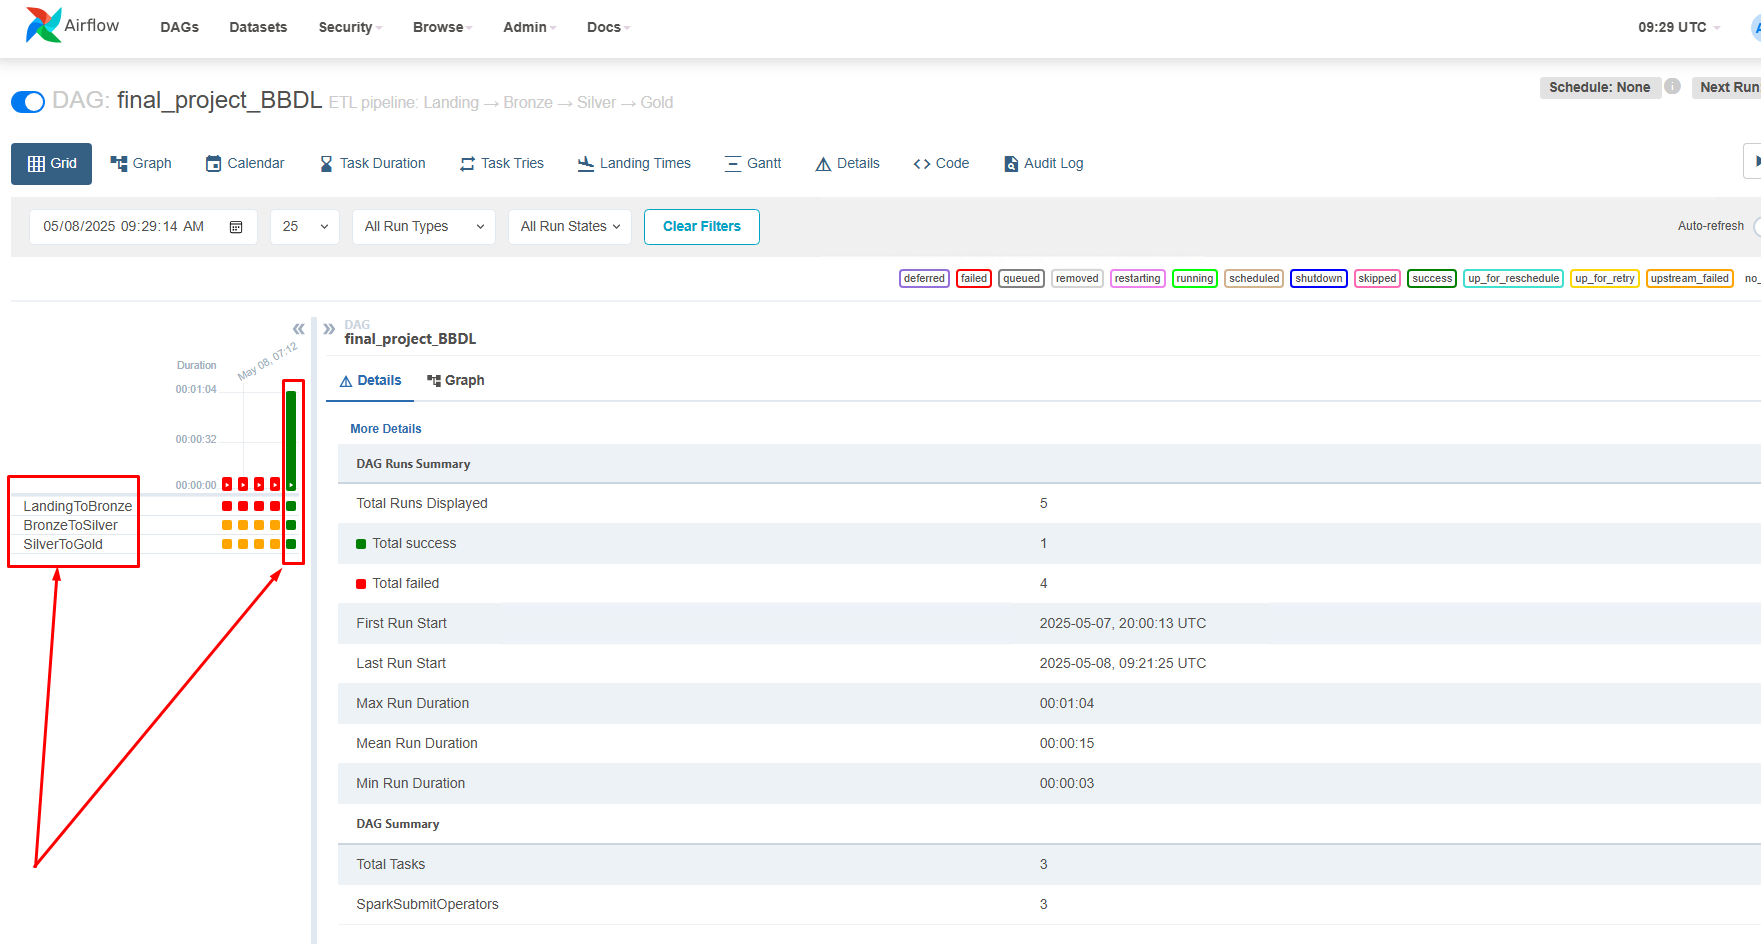 Airflow DAGs Datasets Security Browse Admin Docs 09:29 UTC
DAG: final_project_BBDL ETL pipeline: Landing → Bronze → Silver → Gold Schedule: None i Next Run
Grid Graph Calendar Task Duration Task Tries Landing Times Gantt Details Code Audit Log
05/08/2025 09:29:14 AM 25 All Run Types All Run States Clear Filters Auto-refresh
deferred failed queued removed restarting running scheduled shutdown skipped success up_for_reschedule up_for_retry upstream_failed no_
DAG
final_project_BBDL
May 08, 07:12
Duration
00:01:04
00:00:32
00:00:00
LandingToBronze
BronzeToSilver
SilverToGold
Details Graph
More Details
DAG Runs Summary
Total Runs Displayed 5
Total success 1
Total failed 4
First Run Start 2025-05-07, 20:00:13 UTC
Last Run Start 2025-05-08, 09:21:25 UTC
Max Run Duration 00:01:04
Mean Run Duration 00:00:15
Min Run Duration 00:00:03
DAG Summary
Total Tasks 3
SparkSubmitOperators 3